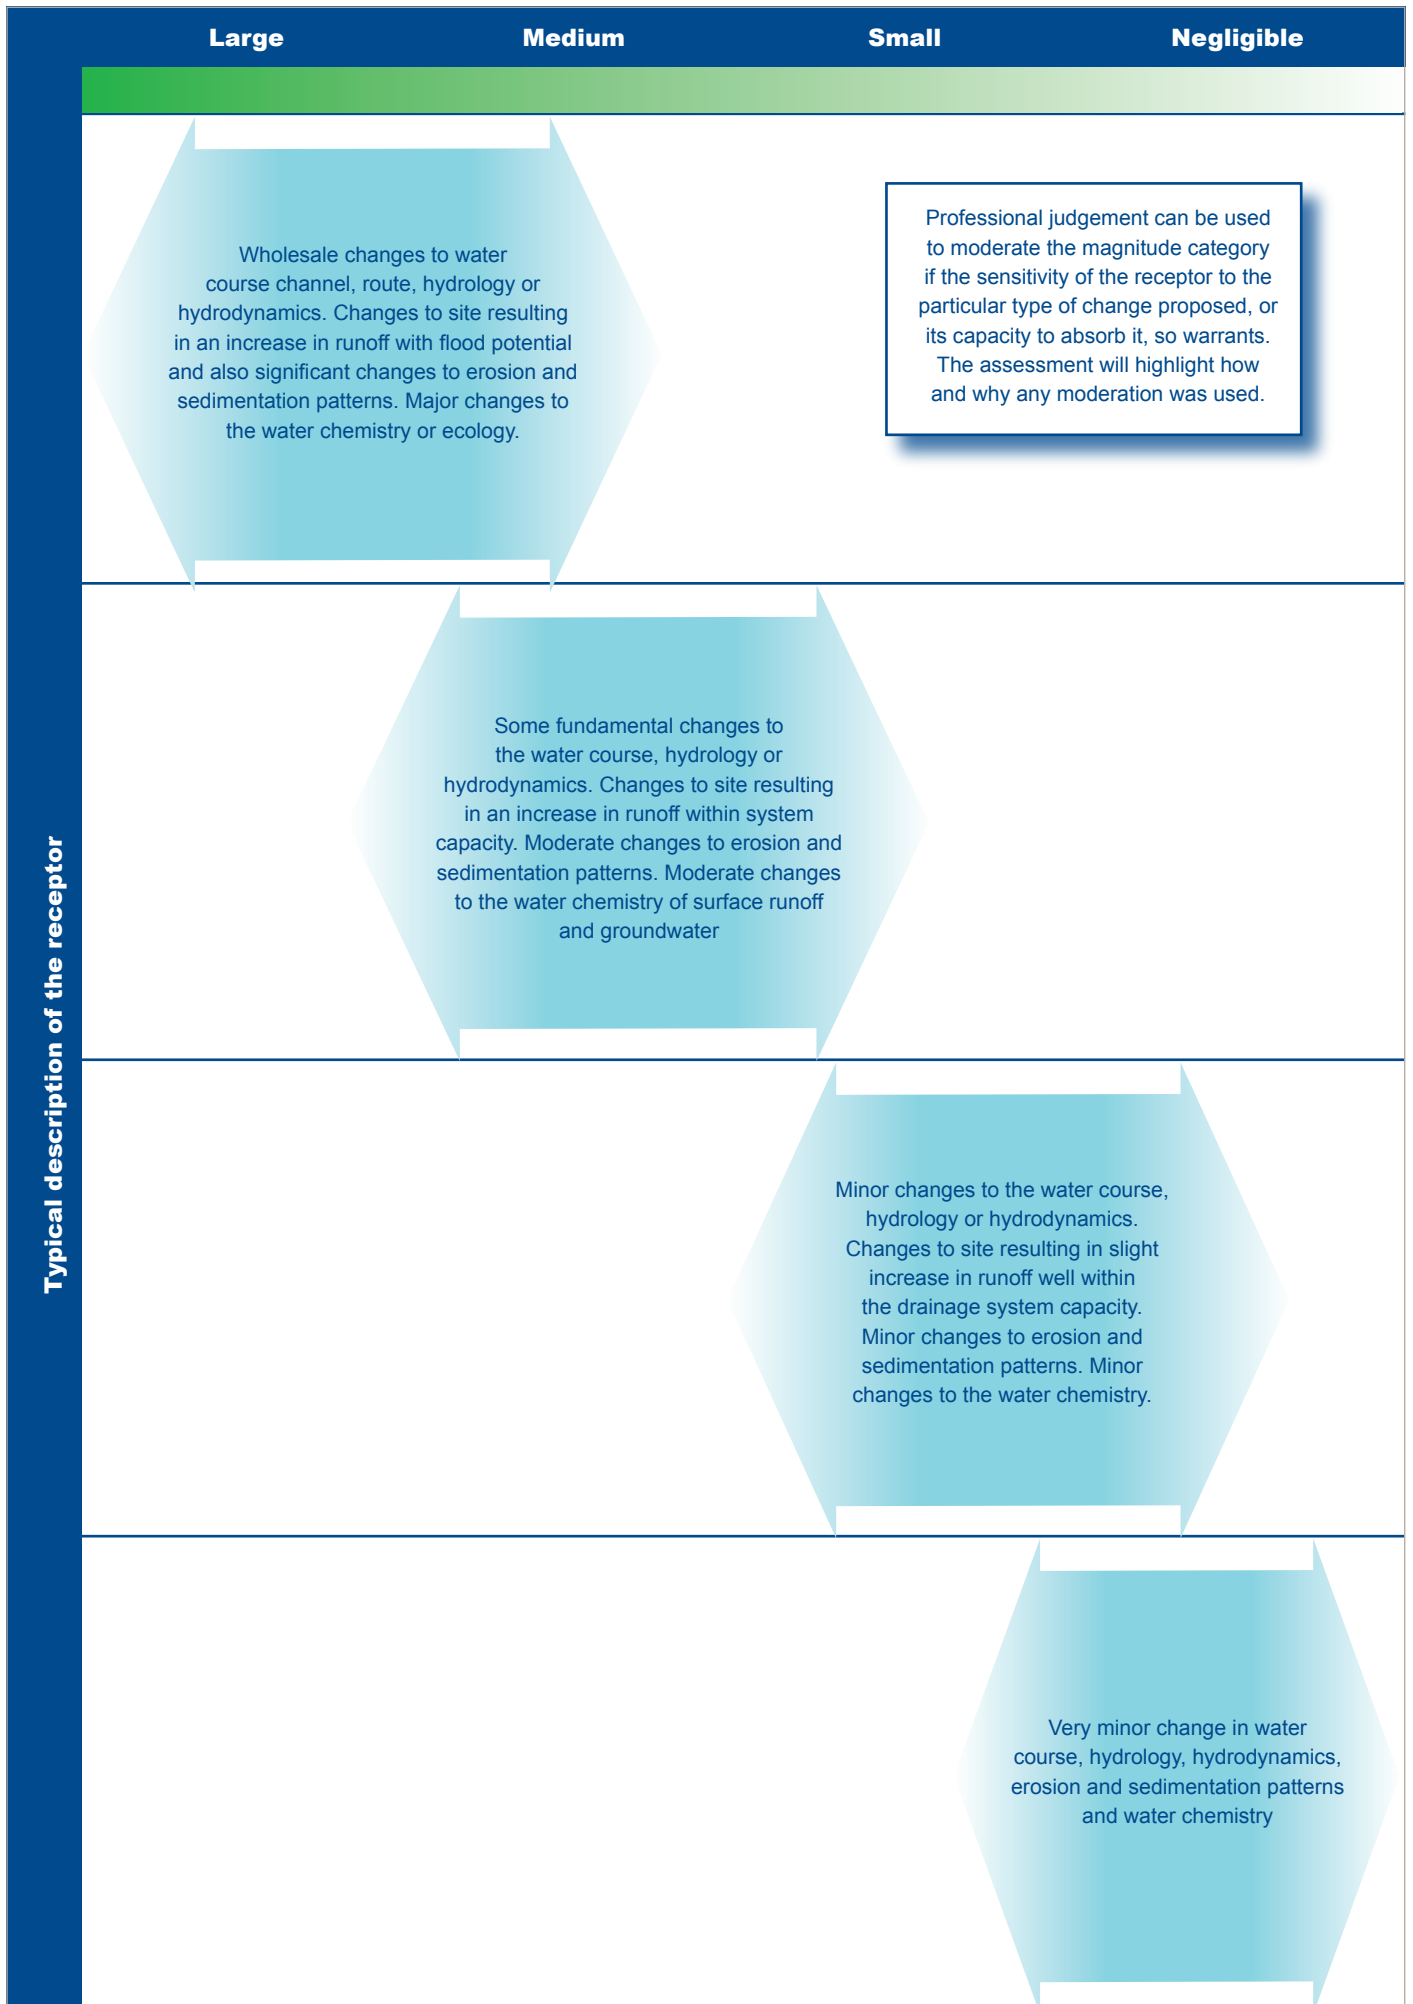 Large Medium Small Negligible
Typical description of the receptor
Wholesale changes to water
course channel, route, hydrology or
hydrodynamics. Changes to site resulting
in an increase in runoff with flood potential
and also significant changes to erosion and
sedimentation patterns. Major changes to
the water chemistry or ecology.
Professional judgement can be used
to moderate the magnitude category
if the sensitivity of the receptor to the
particular type of change proposed, or
its capacity to absorb it, so warrants.
The assessment will highlight how
and why any moderation was used.
Some fundamental changes to
the water course, hydrology or
hydrodynamics. Changes to site resulting
in an increase in runoff within system
capacity. Moderate changes to erosion and
sedimentation patterns. Moderate changes
to the water chemistry of surface runoff
and groundwater
Minor changes to the water course,
hydrology or hydrodynamics.
Changes to site resulting in slight
increase in runoff well within
the drainage system capacity.
Minor changes to erosion and
sedimentation patterns. Minor
changes to the water chemistry.
Very minor change in water
course, hydrology, hydrodynamics,
erosion and sedimentation patterns
and water chemistry